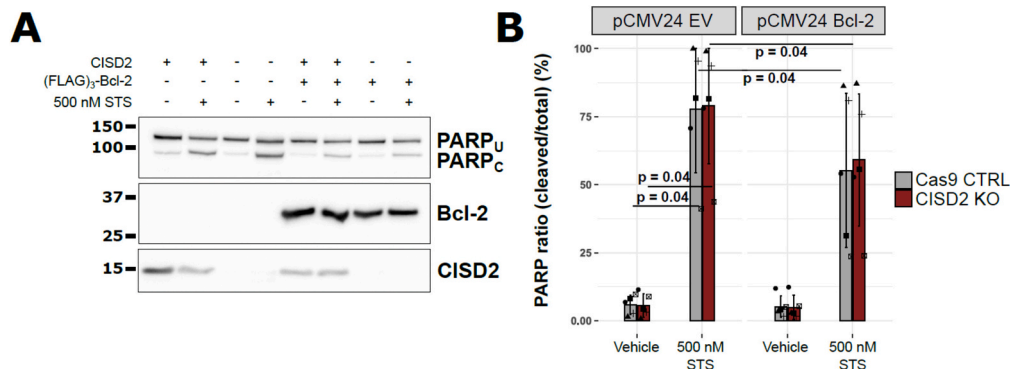 A
CISD2 + + - - + + - -
(FLAG)3-Bcl-2 - - - - + + + +
500 nM STS - + - + - + - +
150
100
PARPU
PARPC
37
25
Bcl-2
15
CISD2
B
pCMV24 EV
pCMV24 Bcl-2
PARP ratio (cleaved/total) (%)
100
75
50
25
0.00
p = 0.04
p = 0.04
p = 0.04
p = 0.04
Vehicle
500 nM
STS
Vehicle
500 nM
STS
Cas9 CTRL
CISD2 KO